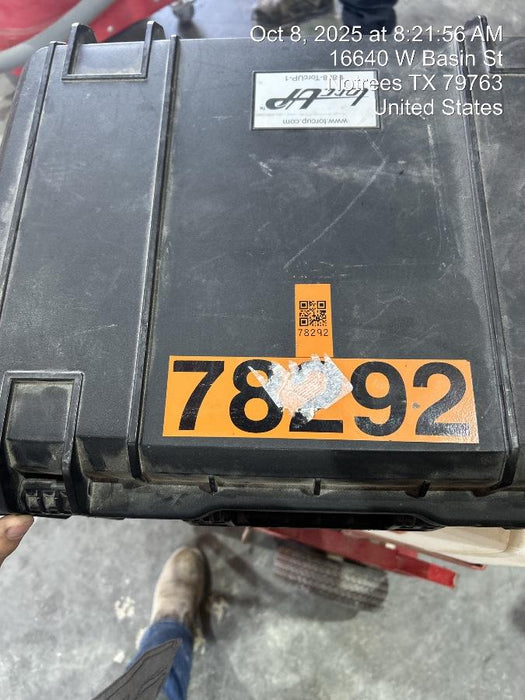 Oct 8, 2025 at 8:21:56 AM
16640 W Basin St
Notrees TX 79763
United States
TorcUP
www.torcup.com
78292
78292